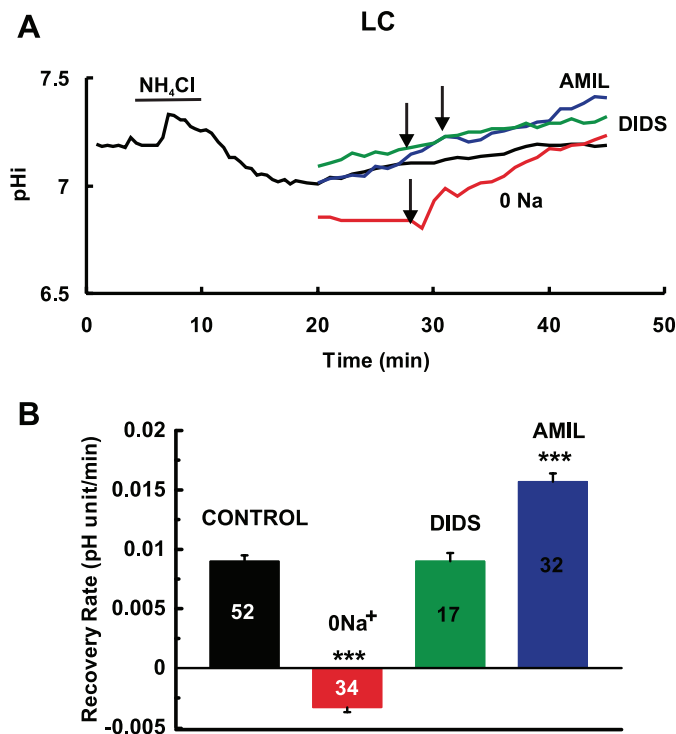 A
LC
NH₄Cl
AMIL
DIDS
0 Na
pHi
7.5
7
6.5
0
10
20
30
40
50
Time (min)
B
Recovery Rate (pH unit/min)
0.02
0.015
0.01
0.005
0
-0.005
CONTROL
52
0Na⁺
***
34
DIDS
17
AMIL
***
32